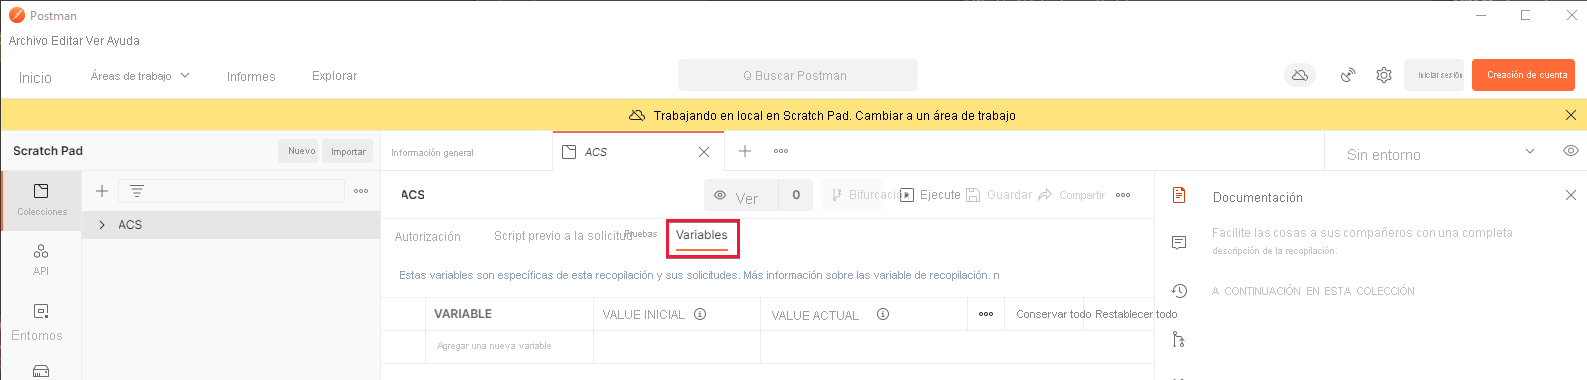 Postman
Archivo Editar Ver Ayuda
Inicio Áreas de trabajo Informes Explorar Q Buscar Postman Iniciar sesión Creación de cuenta
Trabajando en local en Scratch Pad. Cambiar a un área de trabajo
Scratch Pad Nuevo Importar Información general ACS Sin entorno
Colecciones
ACS
API
Entornos
ACS Ver 0 Bifurcació Ejecute Guardar Compartir
Autorización Script previo a la solicitud Pruebas Variables
Estas variables son específicas de esta recopilación y sus solicitudes. Más información sobre las variable de recopilación. n
VARIABLE VALUE INICIAL VALUE ACTUAL Conservar todo Restablecer todo
Agregar una nueva variable
Documentación
Facilite las cosas a sus compañeros con una completa
descripción de la recopilación.
A CONTINUACIÓN EN ESTA COLECCIÓN